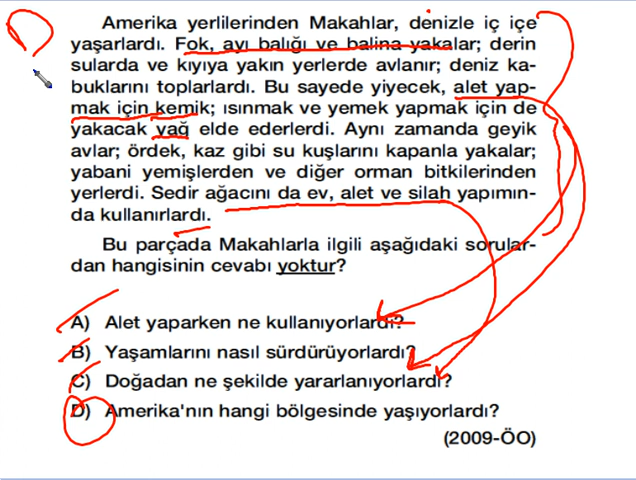 Amerika yerlilerinden Makahlar, denizle iç içe
yaşarlardı. Fok, ayı balığı ve balina yakalar; derin
sularda ve kıyıya yakın yerlerde avlanır; deniz ka-
buklarını toplarlardı. Bu sayede yiyecek, alet yap-
mak için kemik; ısınmak ve yemek yapmak için de
yakacak yağ elde ederlerdi. Aynı zamanda geyik
avlar; ördek, kaz gibi su kuşlarını kapanla yakalar;
yabani yemişlerden ve diğer orman bitkilerinden
yerlerdi. Sedir ağacını da ev, alet ve silah yapımın-
da kullanırlardı.
Bu parçada Makahlarla ilgili aşağıdaki sorular-
dan hangisinin cevabı yoktur?
A) Alet yaparken ne kullanıyorlardı?
B) Yaşamlarını nasıl sürdürüyorlardı?
C) Doğadan ne şekilde yararlanıyorlardı?
D) Amerika'nın hangi bölgesinde yaşıyorlardı?
(2009-ÖO)